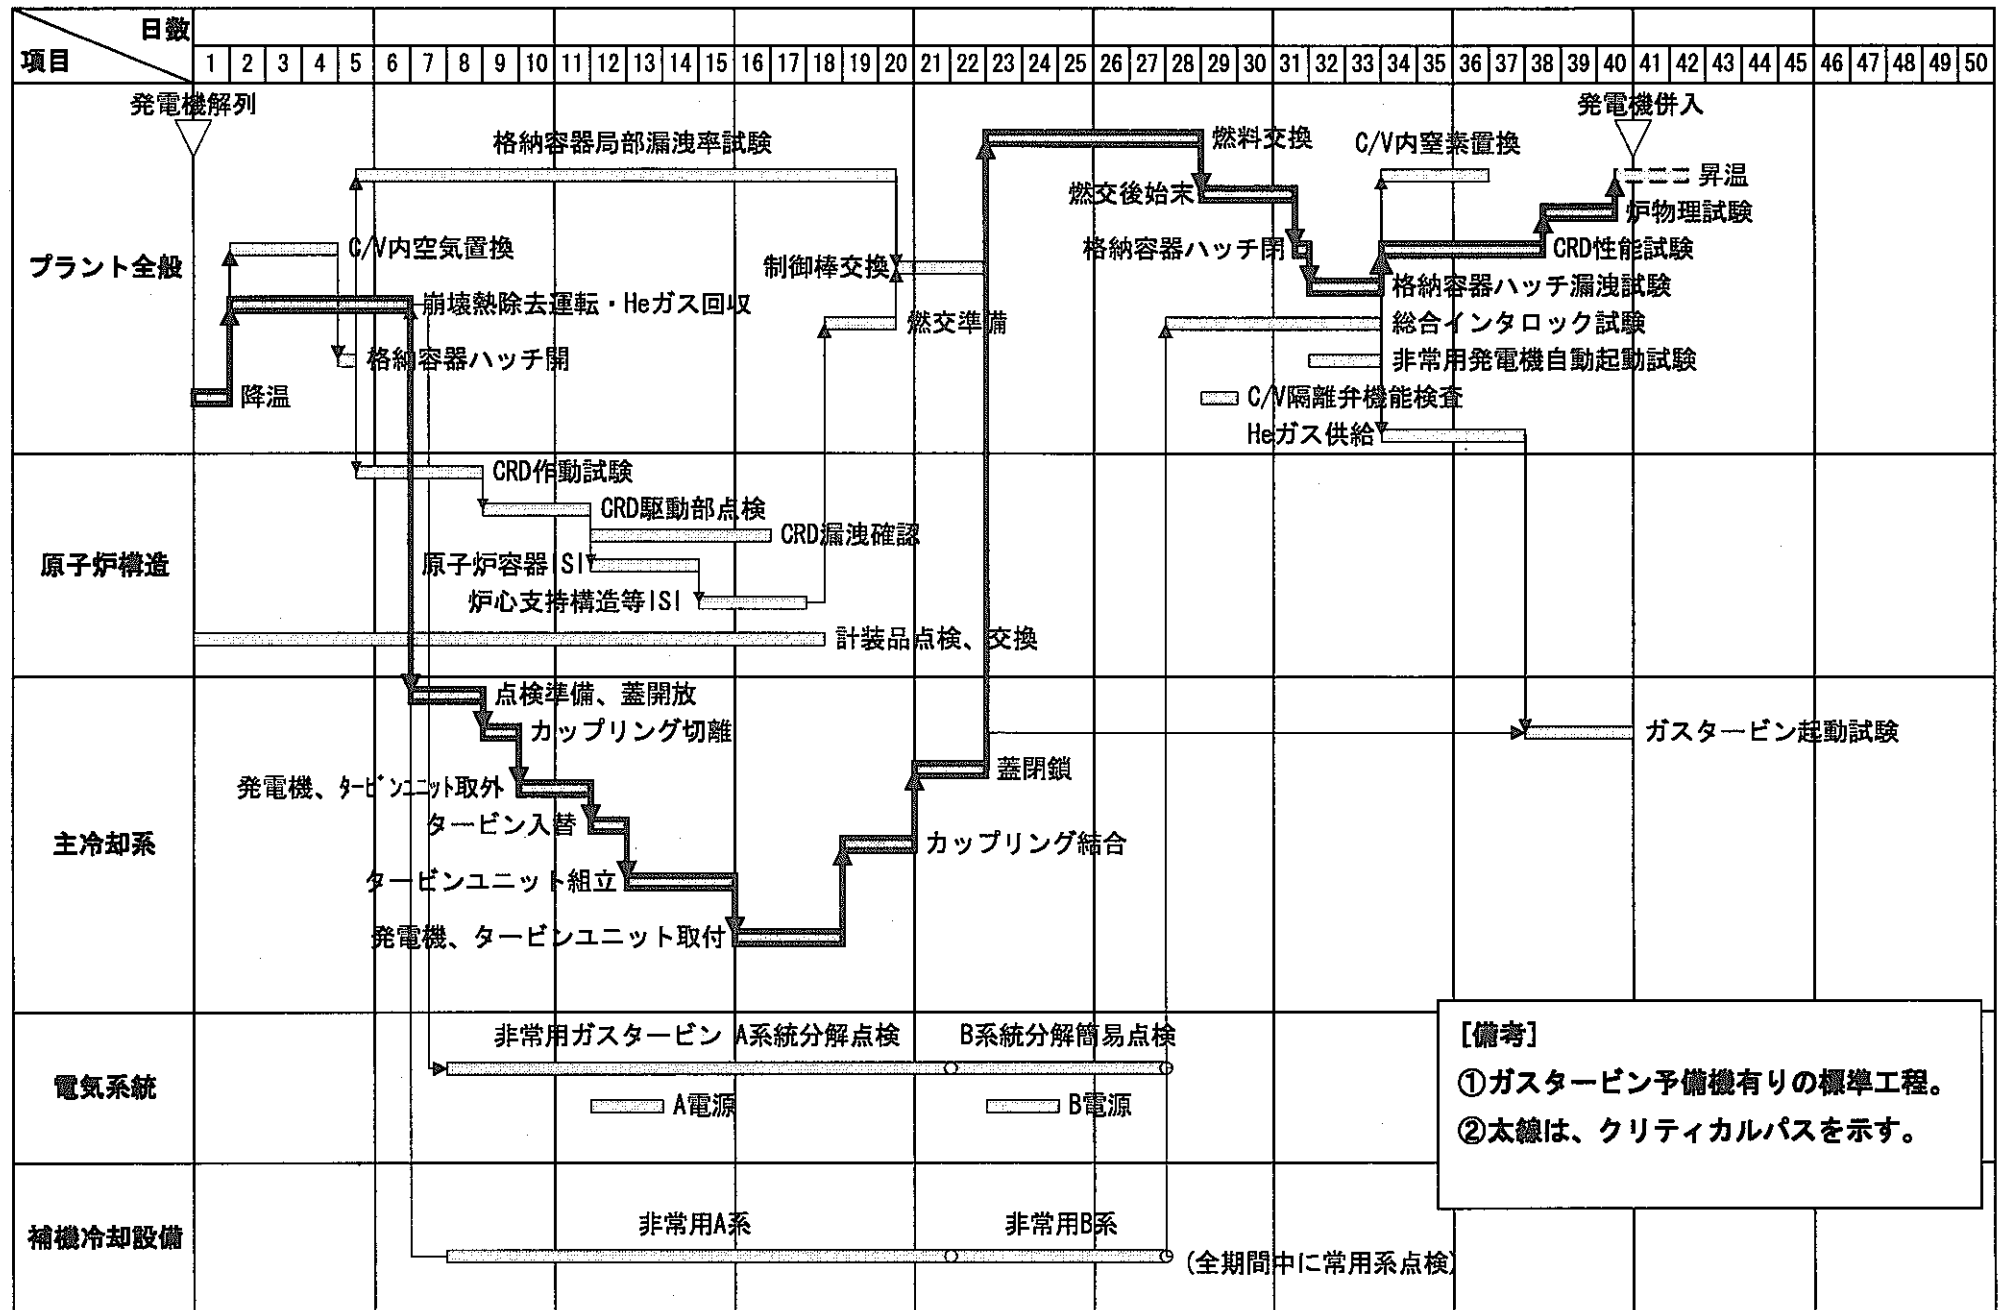 日数
項目
1 2 3 4 5 6 7 8 9 10 11 12 13 14 15 16 17 18 19 20 21 22 23 24 25 26 27 28 29 30 31 32 33 34 35 36 37 38 39 40 41 42 43 44 45 46 47 48 49 50
プラント全般
発電機解列
発電機併入
格納容器局部漏洩率試験
燃料交換
C/V内窒素置換
昇温
燃交後始末
炉物理試験
C/V内空気置換
制御棒交換
格納容器ハッチ閉
CRD性能試験
格納容器ハッチ漏洩試験
崩壊熱除去運転・Heガス回収
燃交準備
総合インタロック試験
格納容器ハッチ開
非常用発電機自動起動試験
降温
C/V隔離弁機能検査
Heガス供給
原子炉構造
CRD作動試験
CRD駆動部点検
CRD漏洩確認
原子炉容器ISI
炉心支持構造等ISI
計装品点検、交換
主冷却系
点検準備、蓋開放
カップリング切離
ガスタービン起動試験
蓋閉鎖
発電機、タービンユニット取外
タービン入替
カップリング結合
タービンユニット組立
発電機、タービンユニット取付
電気系統
非常用ガスタービン A系統分解点検
B系統分解簡易点検
A電源
B電源
補機冷却設備
非常用A系
非常用B系
(全期間中に常用系点検)
[備考]
①ガスタービン予備機有りの標準工程。
②太線は、クリティカルパスを示す。